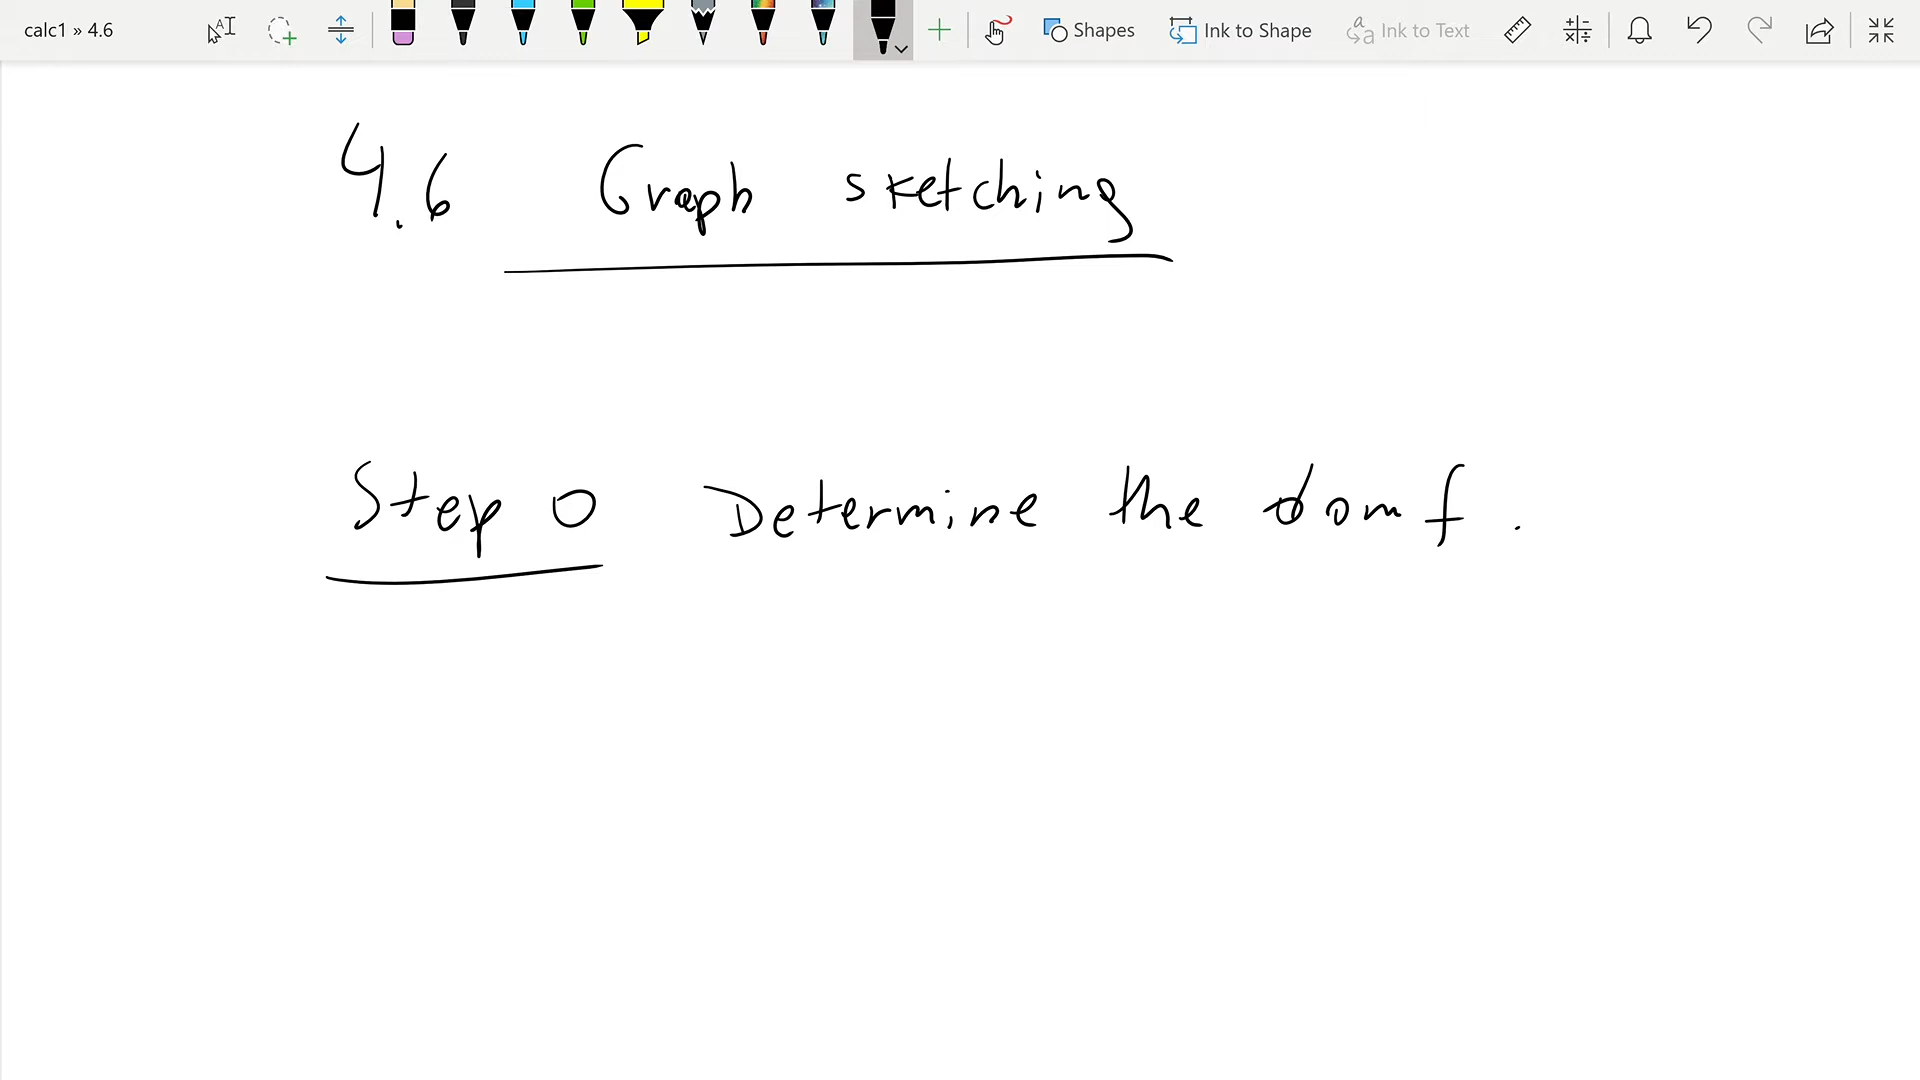 calc1 » 4.6 Shapes Ink to Shape Ink to Text
4.6 Graph sketching
Step 0 Determine the dom f .